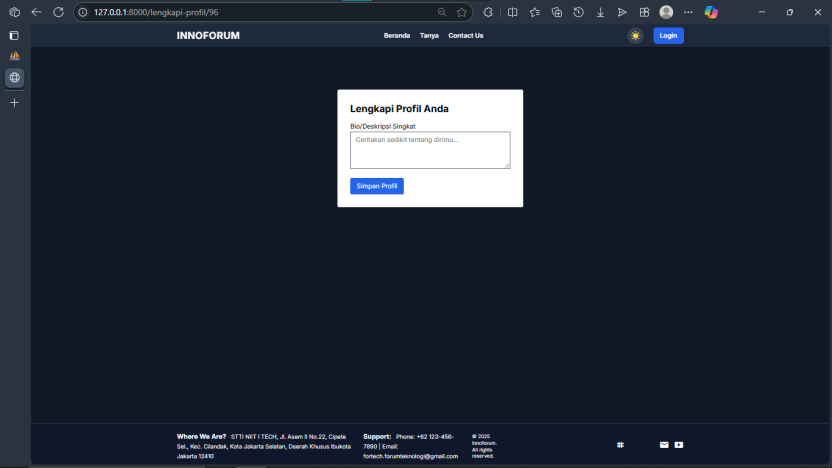 127.0.0.1:8000/lengkapi-profil/96
INNOFORUM
Beranda Tanya Contact Us
Login
Lengkapi Profil Anda
Bio/Deskripsi Singkat
Ceritakan sedikit tentang dirimu...
Simpan Profil
Where We Are? STTI NIIT I TECH, Jl. Asem II No.22, Cipete
Sel., Kec. Cilandak, Kota Jakarta Selatan, Daerah Khusus Ibukota
Jakarta 12410
Support: Phone: +62 123-456-
7890 | Email:
fortech.forumteknologi@gmail.com
© 2025
Innoforum.
All rights
reserved.